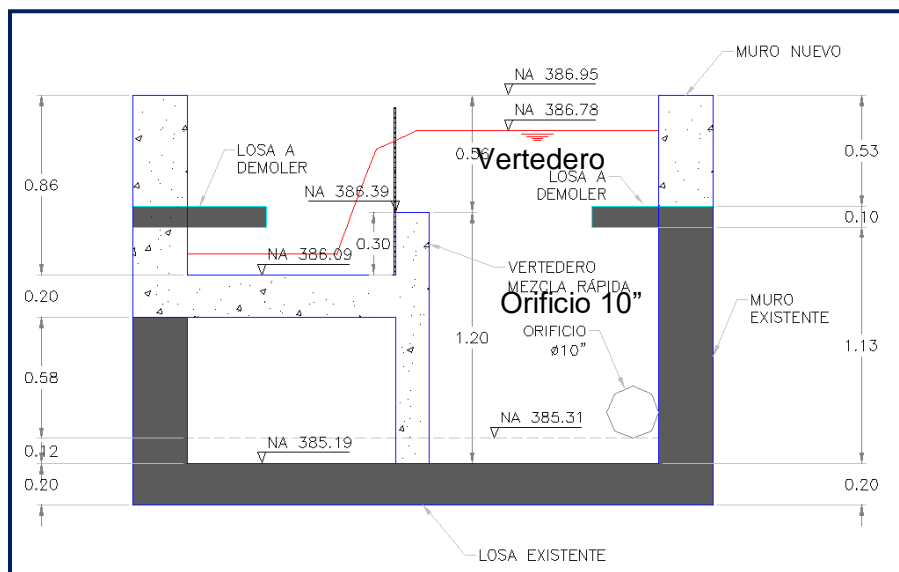 MURO NUEVO
NA 386.95
NA 386.78
Vertedero
0.56
LOSA A
DEMOLER
LOSA A
DEMOLER
0.86
0.53
NA 386.39
0.10
0.30
NA 386.09
VERTEDERO
MEZCLA RÁPIDA
Orificio 10”
0.20
MURO
EXISTENTE
ORIFICIO
ø10"
1.20
1.13
0.58
NA 385.31
NA 385.19
0.12
0.20
0.20
LOSA EXISTENTE